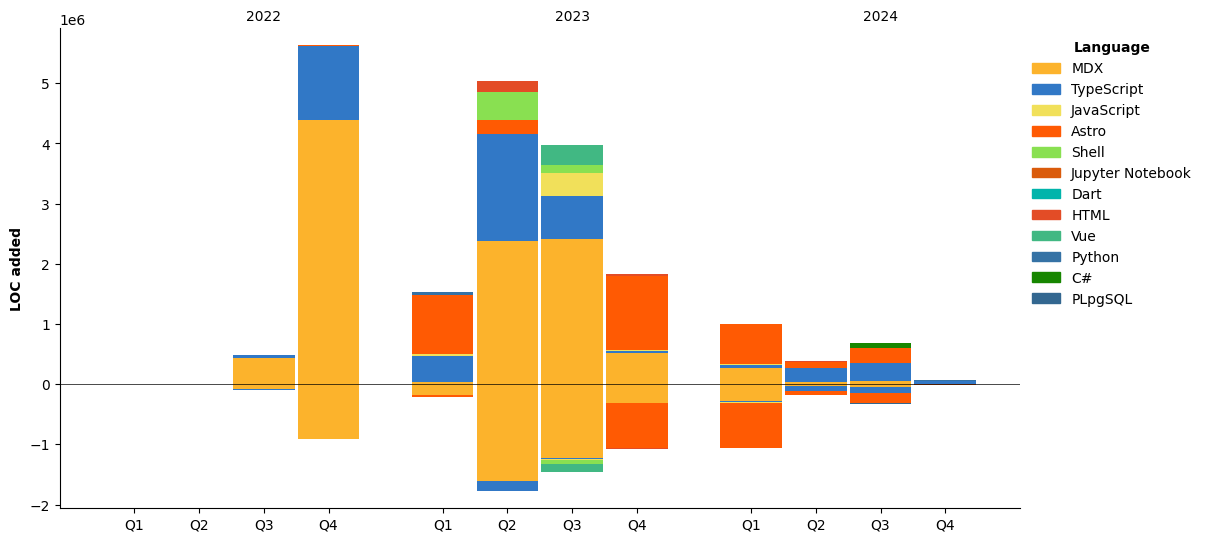 1e6
2022 2023 2024
Language
MDX
TypeScript
JavaScript
Astro
Shell
Jupyter Notebook
Dart
HTML
Vue
Python
C#
PLpgSQL
LOC added
5
4
3
2
1
0
−1
−2
Q1 Q2 Q3 Q4 Q1 Q2 Q3 Q4 Q1 Q2 Q3 Q4